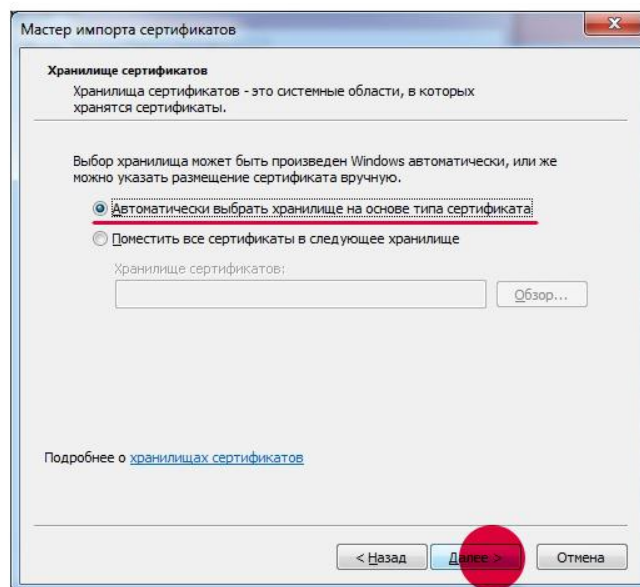 Мастер импорта сертификатов
Хранилище сертификатов
Хранилища сертификатов - это системные области, в которых
хранятся сертификаты.
Выбор хранилища может быть произведен Windows автоматически, или же
можно указать размещение сертификата вручную.
Автоматически выбрать хранилище на основе типа сертификата
Поместить все сертификаты в следующее хранилище
Хранилище сертификатов:
Обзор...
Подробнее о хранилищах сертификатов
< Назад Далее > Отмена